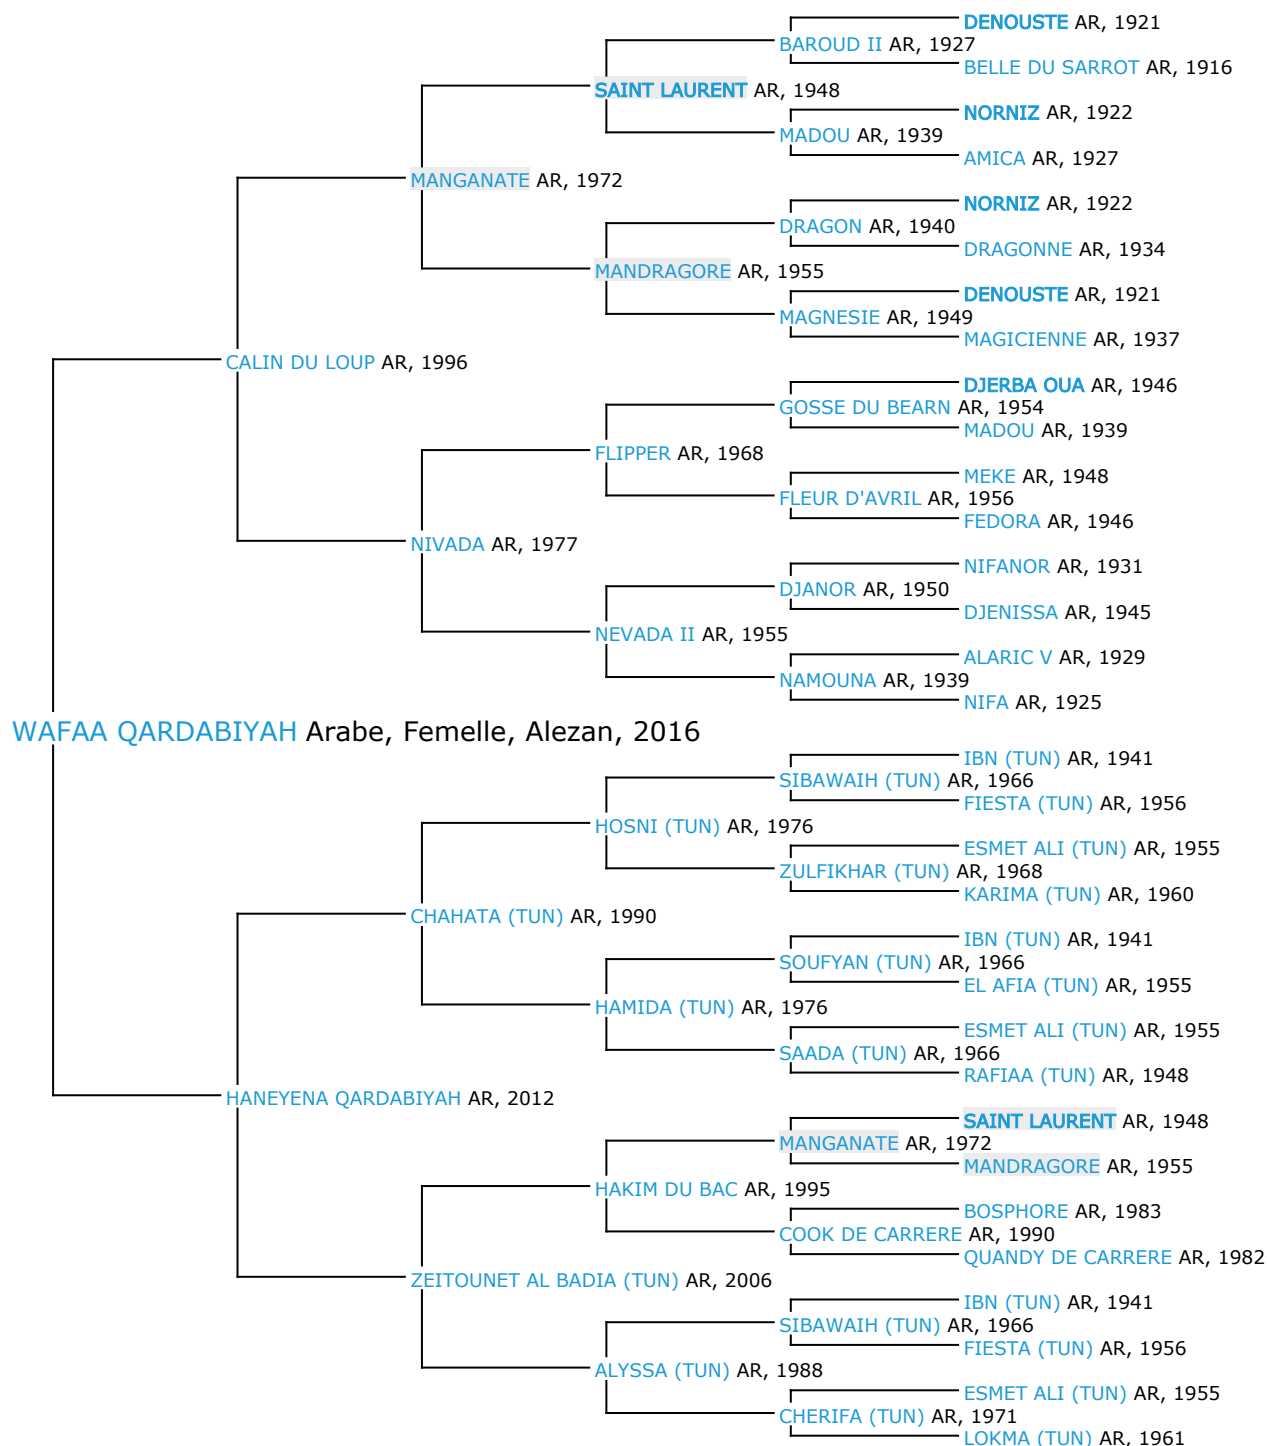 DENOUSTE AR, 1921
BAROUD II AR, 1927
BELLE DU SARROT AR, 1916
SAINT LAURENT AR, 1948
NORNIZ AR, 1922
MADOU AR, 1939
AMICA AR, 1927
MANGANATE AR, 1972
NORNIZ AR, 1922
DRAGON AR, 1940
DRAGONNE AR, 1934
MANDRAGORE AR, 1955
DENOUSTE AR, 1921
MAGNESIE AR, 1949
MAGICIENNE AR, 1937
CALIN DU LOUP AR, 1996
DJERBA OUA AR, 1946
GOSSE DU BEARN AR, 1954
MADOU AR, 1939
FLIPPER AR, 1968
MEKE AR, 1948
FLEUR D'AVRIL AR, 1956
FEDORA AR, 1946
NIVADA AR, 1977
NIFANOR AR, 1931
DJANOR AR, 1950
DJENISSA AR, 1945
NEVADA II AR, 1955
ALARIC V AR, 1929
NAMOUNA AR, 1939
NIFA AR, 1925
WAFAA QARDABIYAH Arabe, Femelle, Alezan, 2016
IBN (TUN) AR, 1941
SIBAWAIH (TUN) AR, 1966
FIESTA (TUN) AR, 1956
HOSNI (TUN) AR, 1976
ESMET ALI (TUN) AR, 1955
ZULFIKHAR (TUN) AR, 1968
KARIMA (TUN) AR, 1960
CHAHATA (TUN) AR, 1990
IBN (TUN) AR, 1941
SOUFYAN (TUN) AR, 1966
EL AFIA (TUN) AR, 1955
HAMIDA (TUN) AR, 1976
ESMET ALI (TUN) AR, 1955
SAADA (TUN) AR, 1966
RAFIAA (TUN) AR, 1948
HANEYENA QARDABIYAH AR, 2012
SAINT LAURENT AR, 1948
MANGANATE AR, 1972
MANDRAGORE AR, 1955
HAKIM DU BAC AR, 1995
BOSPHORE AR, 1983
COOK DE CARRERE AR, 1990
QUANDY DE CARRERE AR, 1982
ZEITOUNET AL BADIA (TUN) AR, 2006
IBN (TUN) AR, 1941
SIBAWAIH (TUN) AR, 1966
FIESTA (TUN) AR, 1956
ALYSSA (TUN) AR, 1988
ESMET ALI (TUN) AR, 1955
CHERIFA (TUN) AR, 1971
LOKMA (TUN) AR, 1961